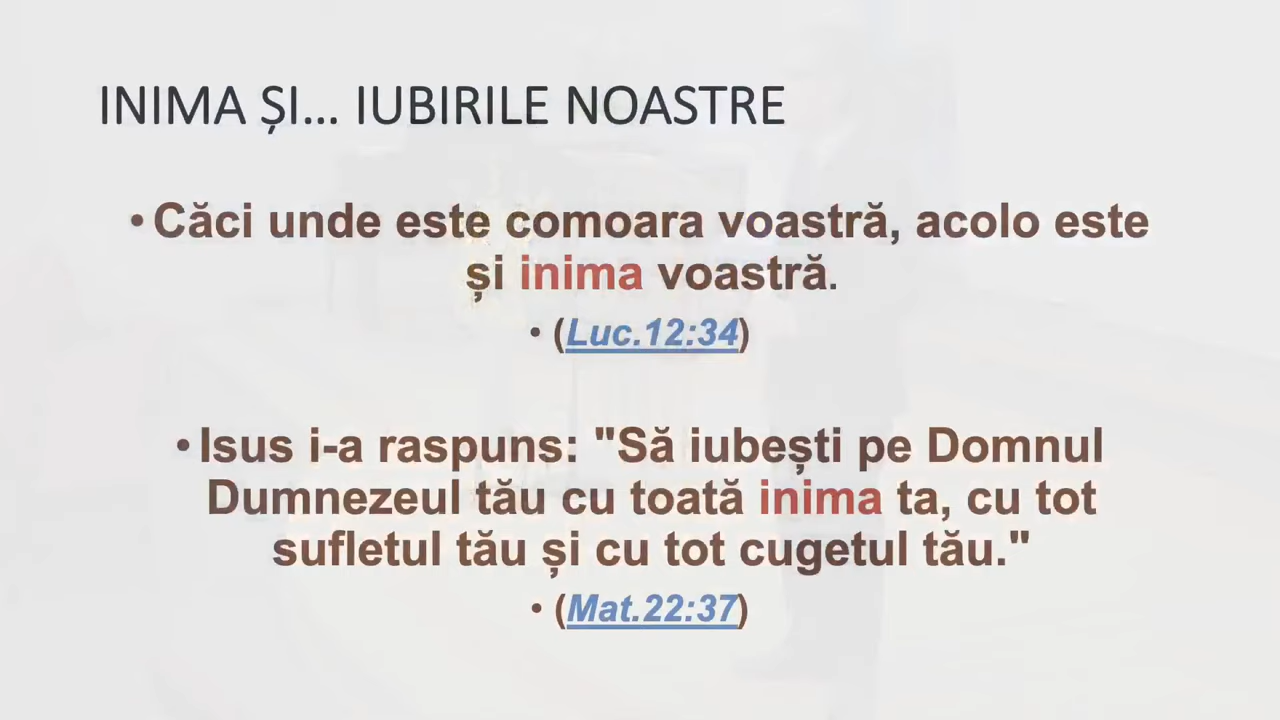 INIMA ȘI... IUBIRILE NOASTRE
•Căci unde este comoara voastră, acolo este
și inima voastră.
• (Luc.12:34)
•Isus i-a raspuns: "Să iubești pe Domnul
Dumnezeul tău cu toată inima ta, cu tot
sufletul tău și cu tot cugetul tău."
• (Mat.22:37)